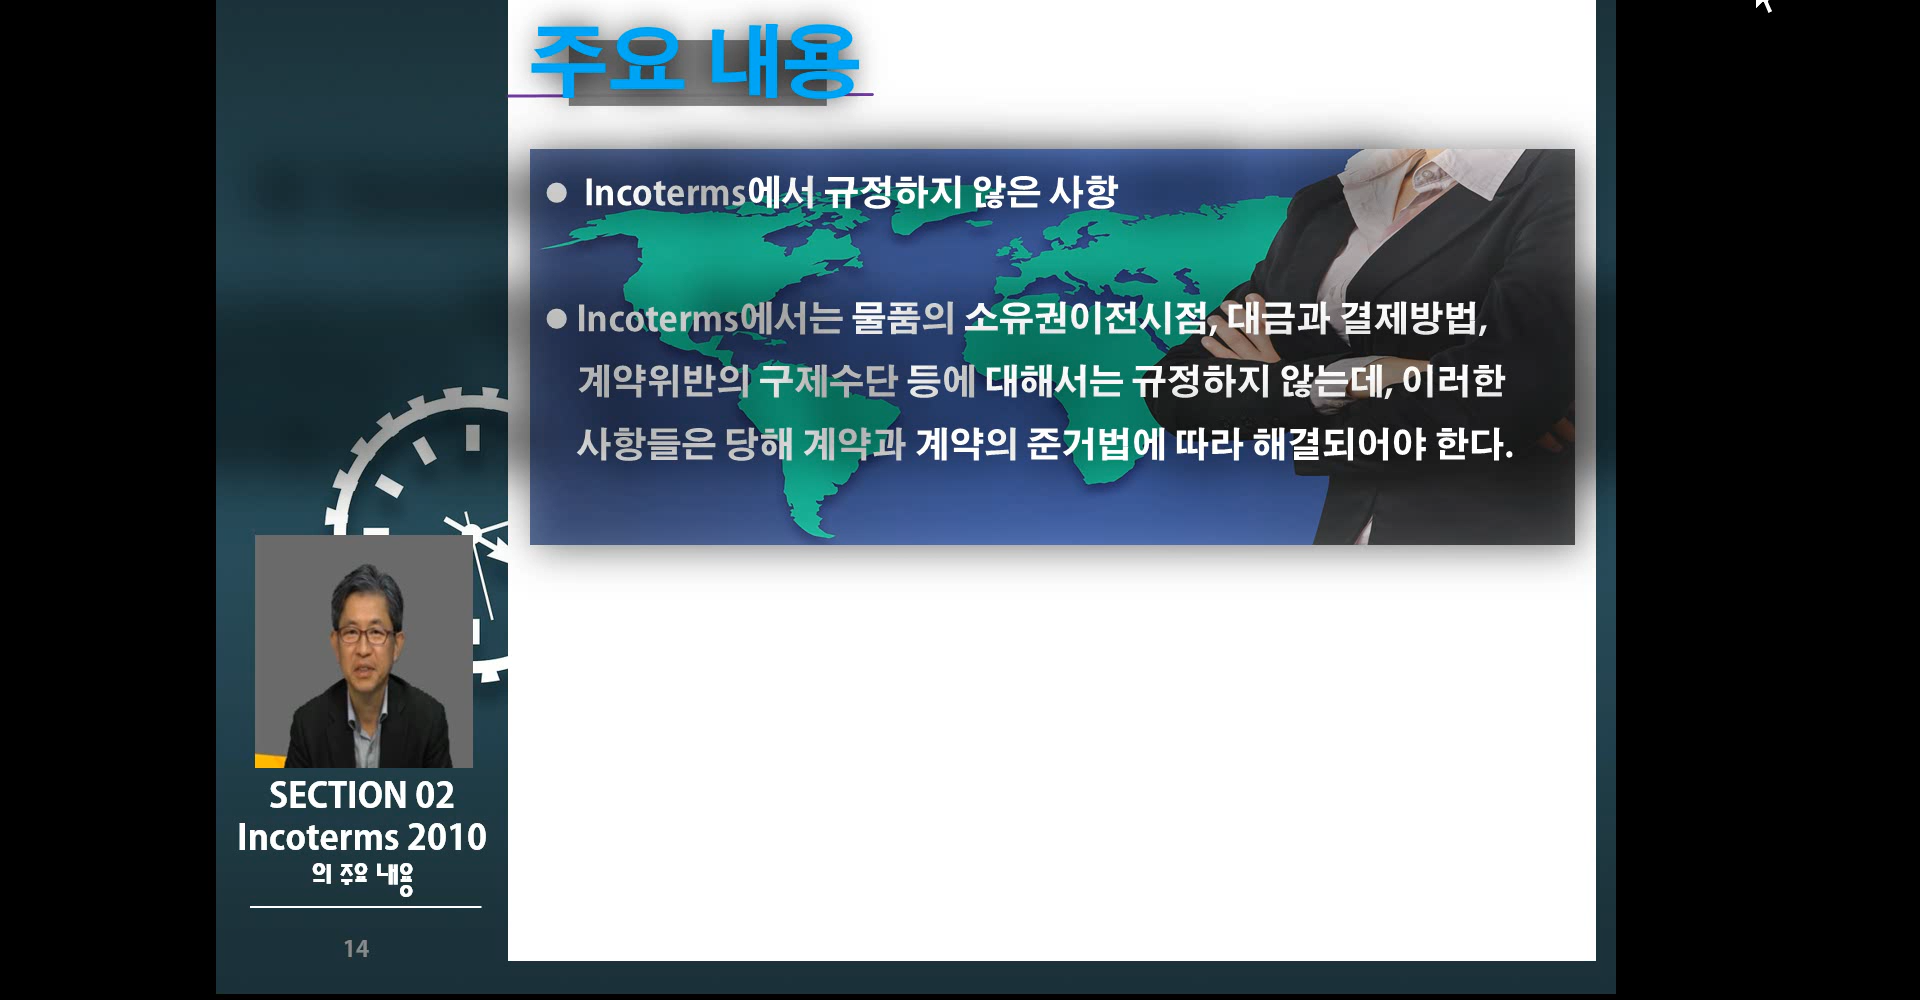 주요 내용
● Incoterms에서 규정하지 않은 사항
● Incoterms에서는 물품의 소유권이전시점, 대금과 결제방법,
계약위반의 구제수단 등에 대해서는 규정하지 않는데, 이러한
사항들은 당해 계약과 계약의 준거법에 따라 해결되어야 한다.
SECTION 02
Incoterms 2010
의 주요 내용
14